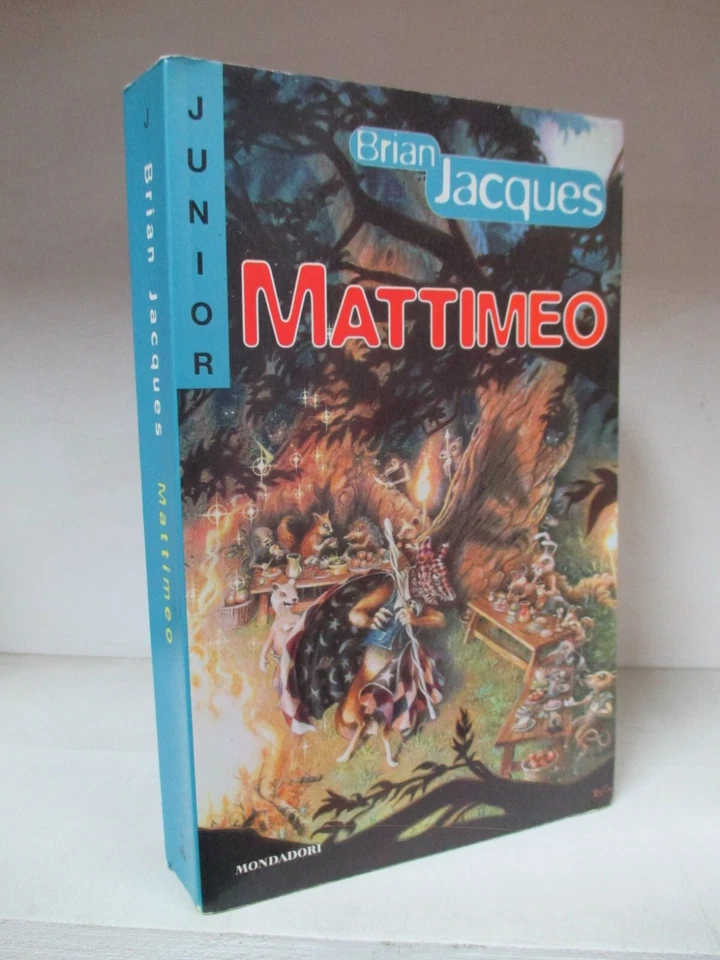 J Brian Jacques Mattimeo
JUNIOR
Brian
Jacques
MATTIMEO
MONDADORI